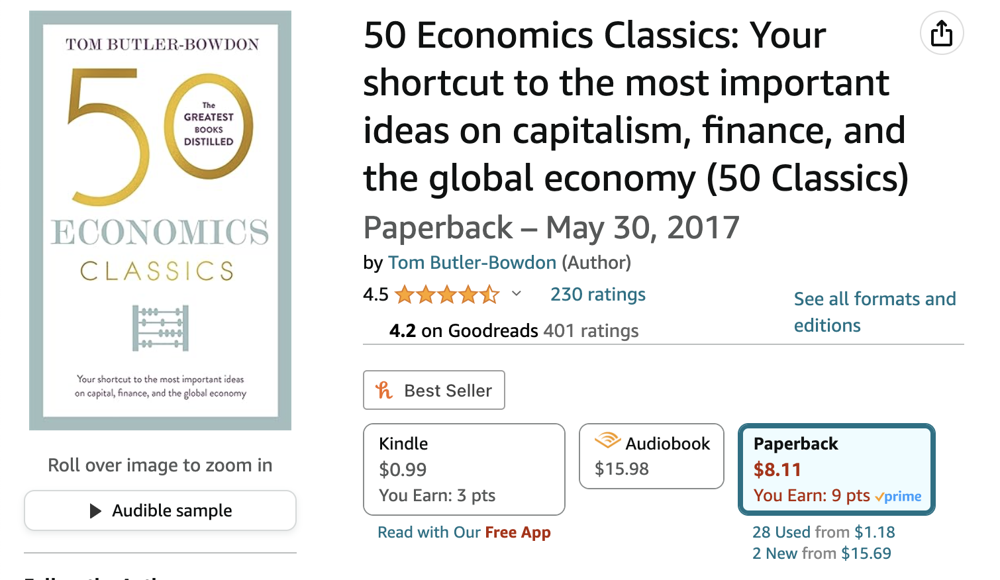 TOM BUTLER-BOWDON
50
The
GREATEST
BOOKS
DISTILLED
ECONOMICS
CLASSICS
Your shortcut to the most important ideas
on capital, finance, and the global economy
Roll over image to zoom in
Audible sample
50 Economics Classics: Your
shortcut to the most important
ideas on capitalism, finance, and
the global economy (50 Classics)
Paperback – May 30, 2017
by Tom Butler-Bowdon (Author)
4.5 230 ratings
4.2 on Goodreads 401 ratings
See all formats and
editions
Best Seller
Kindle
$0.99
You Earn: 3 pts
Read with Our Free App
Audiobook
$15.98
Paperback
$8.11
You Earn: 9 pts prime
28 Used from $1.18
2 New from $15.69